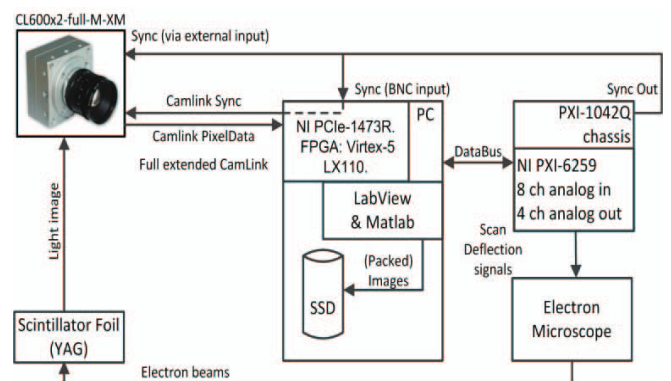 CL600x2-full-M-XM
Sync (via external input)
Sync (BNC input)
Sync Out
Camlink Sync
Camlink PixelData
Full extended CamLink
NI PCIe-1473R.
FPGA: Virtex-5
LX110.
PC
DataBus
PXI-1042Q
chassis
NI PXI-6259
8 ch analog in
4 ch analog out
LabView
& Matlab
Light image
(Packed)
Images
SSD
Scan
Deflection
signals
Scintillator Foil
(YAG)
Electron
Microscope
Electron beams